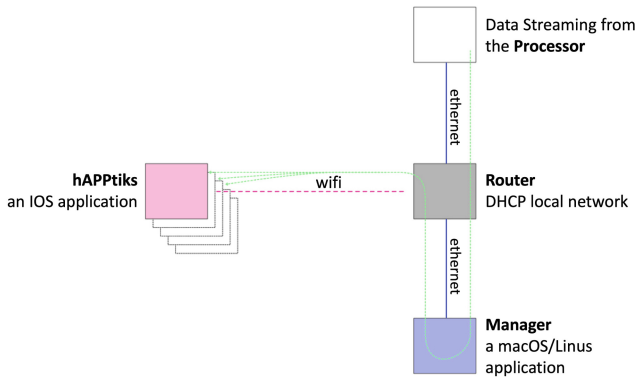 Data Streaming from
the Processor
ethernet
hAPPtiks
an IOS application
wifi
Router
DHCP local network
ethernet
Manager
a macOS/Linus
application